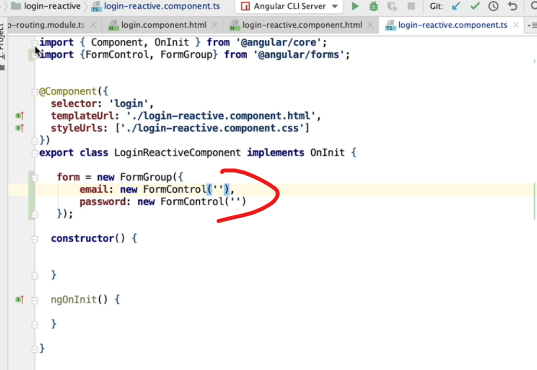 login-reactive
login-reactive.component.ts
Angular CLI Server
Git:
p-routing.module.ts
login.component.html
login-reactive.component.html
login-reactive.component.ts
Project
import { Component, OnInit } from '@angular/core';
import {FormControl, FormGroup} from '@angular/forms';
@Component({
selector: 'login',
templateUrl: './login-reactive.component.html',
styleUrls: ['./login-reactive.component.css']
})
export class LoginReactiveComponent implements OnInit {
form = new FormGroup({
email: new FormControl(''),
password: new FormControl('')
});
constructor() {
}
ngOnInit() {
}
}